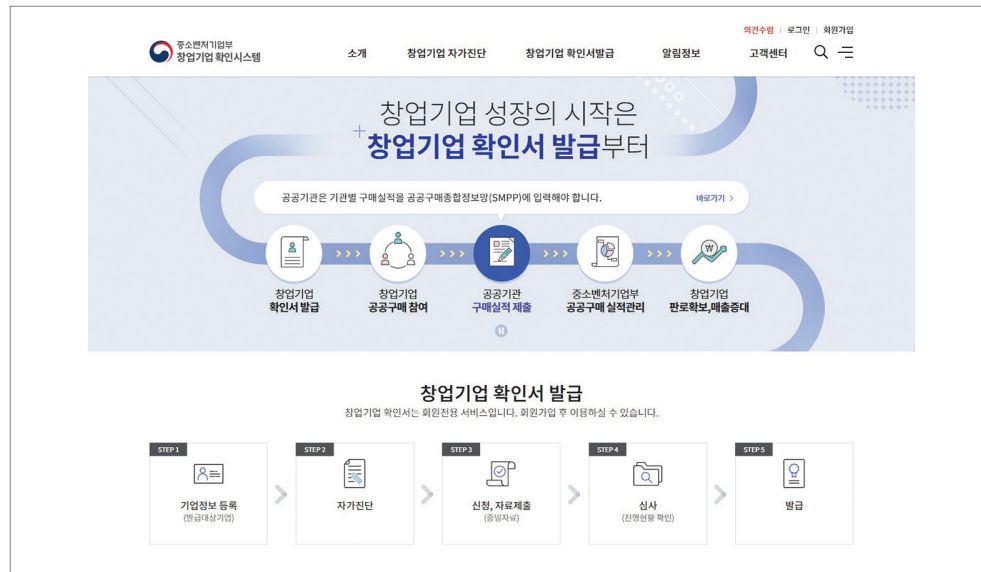 의견수렴 로그인 회원가입
중소벤처기업부
창업기업 확인시스템
소개 창업기업 자가진단 창업기업 확인서발급 알림정보 고객센터
창업기업 성장의 시작은
창업기업 확인서 발급부터
공공기관은 기관별 구매실적을 공공구매종합정보망(SMPP)에 입력해야 합니다. 바로가기 >
창업기업
확인서 발급
창업기업
공공구매 참여
공공기관
구매실적 제출
중소벤처기업부
공공구매 실적관리
창업기업
판로확보,매출증대
창업기업 확인서 발급
창업기업 확인서는 회원전용 서비스입니다. 회원가입 후 이용하실 수 있습니다.
STEP 1
기업정보 등록
(발급대상기업)
STEP 2
자가진단
STEP 3
신청, 자료제출
(증빙자료)
STEP 4
심사
(진행현황 확인)
STEP 5
발급